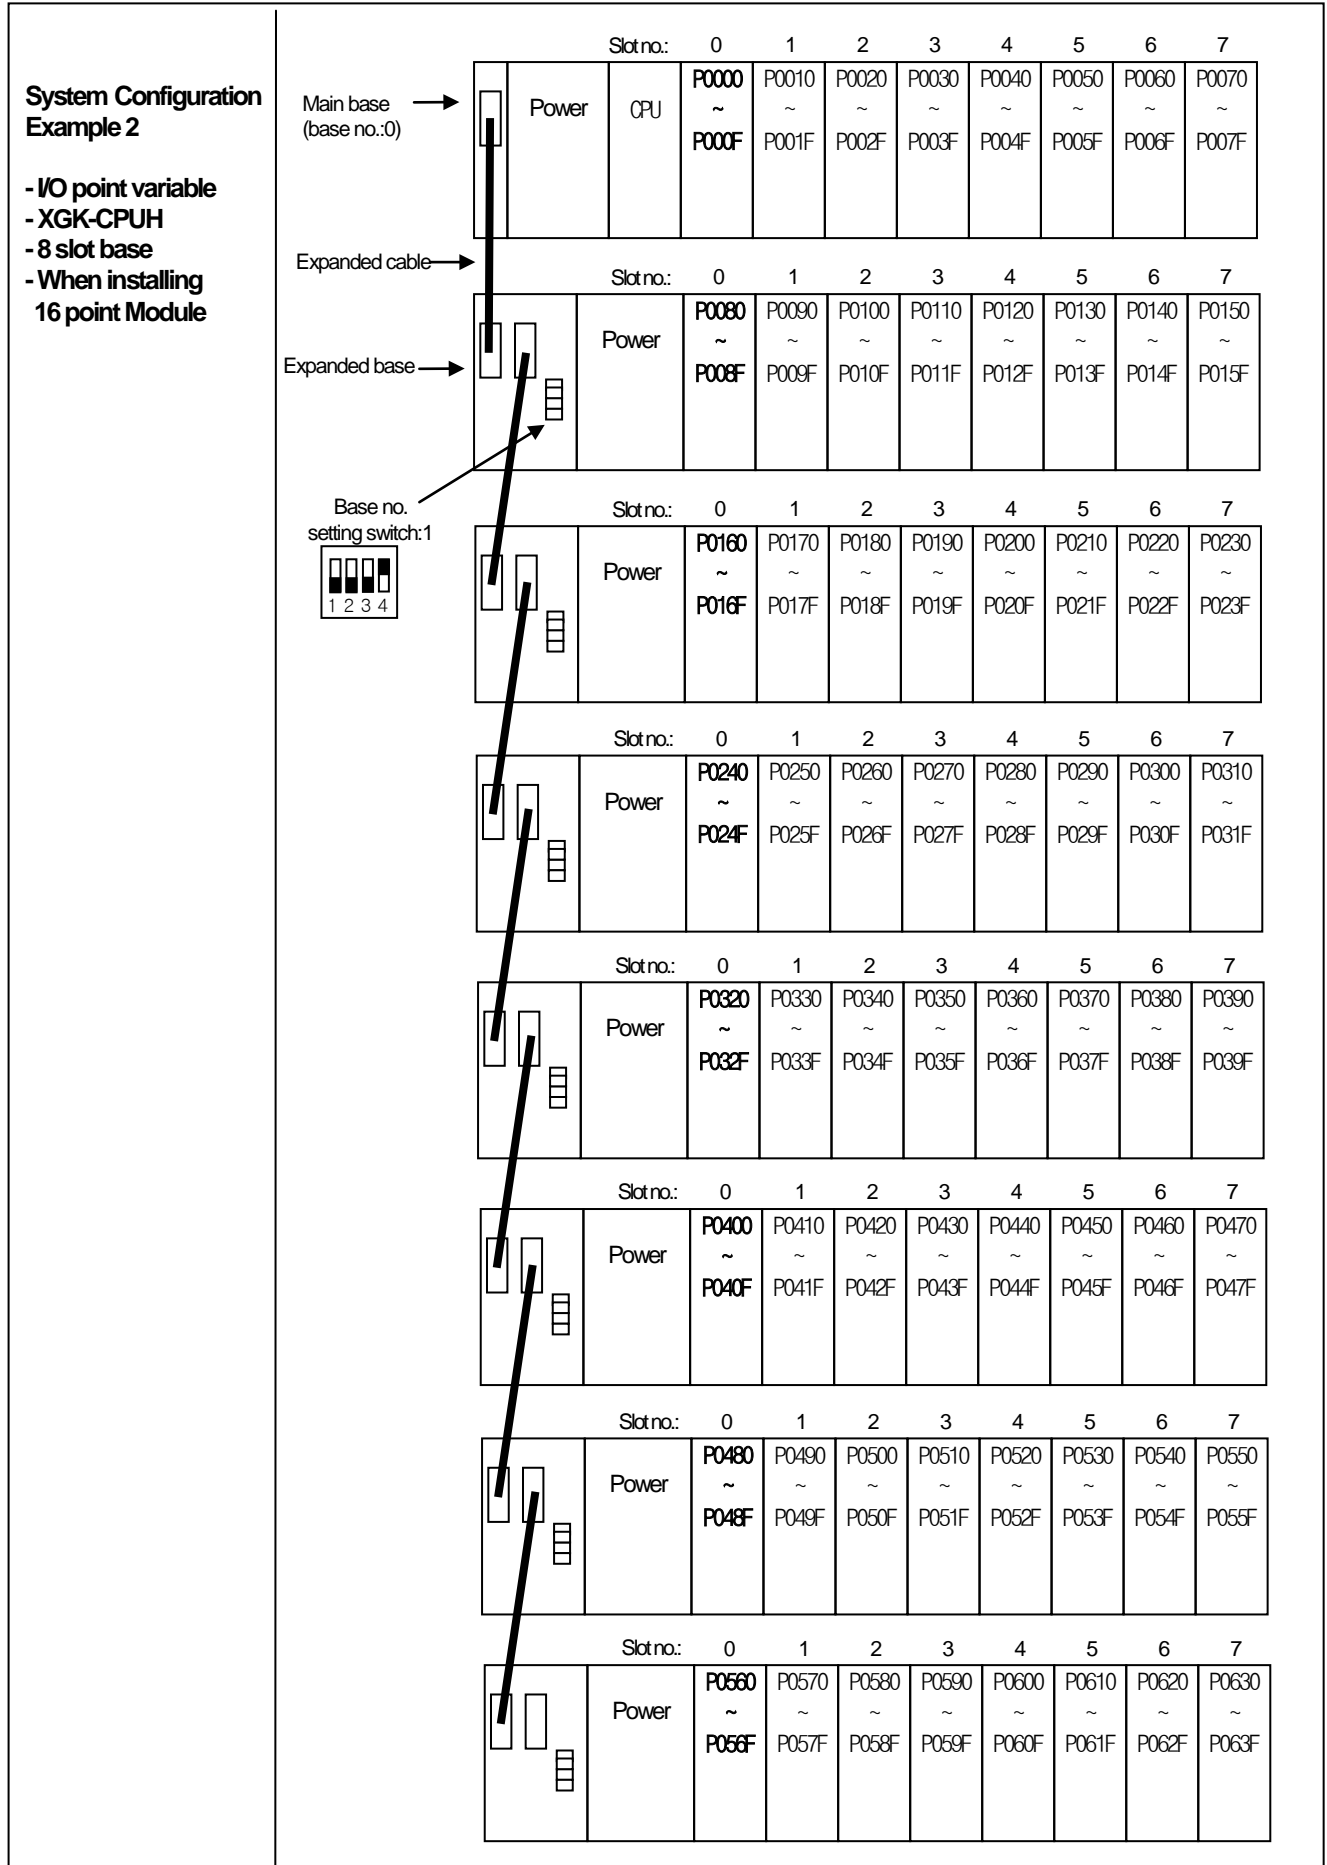 System Configuration
Example 2
- I/O point variable
- XGK-CPUH
- 8 slot base
- When installing
16 point Module
Main base
(base no.:0)
Expanded cable
Expanded base
Base no.
setting switch:1
1 2 3 4
Slot no.: 0 1 2 3 4 5 6 7
Power CPU
P0000 P0010 P0020 P0030 P0040 P0050 P0060 P0070
~ ~ ~ ~ ~ ~ ~ ~
P000F P001F P002F P003F P004F P005F P006F P007F
Slot no.: 0 1 2 3 4 5 6 7
Power
P0080 P0090 P0100 P0110 P0120 P0130 P0140 P0150
~ ~ ~ ~ ~ ~ ~ ~
P008F P009F P010F P011F P012F P013F P014F P015F
Slot no.: 0 1 2 3 4 5 6 7
Power
P0160 P0170 P0180 P0190 P0200 P0210 P0220 P0230
~ ~ ~ ~ ~ ~ ~ ~
P016F P017F P018F P019F P020F P021F P022F P023F
Slot no.: 0 1 2 3 4 5 6 7
Power
P0240 P0250 P0260 P0270 P0280 P0290 P0300 P0310
~ ~ ~ ~ ~ ~ ~ ~
P024F P025F P026F P027F P028F P029F P030F P031F
Slot no.: 0 1 2 3 4 5 6 7
Power
P0320 P0330 P0340 P0350 P0360 P0370 P0380 P0390
~ ~ ~ ~ ~ ~ ~ ~
P032F P033F P034F P035F P036F P037F P038F P039F
Slot no.: 0 1 2 3 4 5 6 7
Power
P0400 P0410 P0420 P0430 P0440 P0450 P0460 P0470
~ ~ ~ ~ ~ ~ ~ ~
P040F P041F P042F P043F P044F P045F P046F P047F
Slot no.: 0 1 2 3 4 5 6 7
Power
P0480 P0490 P0500 P0510 P0520 P0530 P0540 P0550
~ ~ ~ ~ ~ ~ ~ ~
P048F P049F P050F P051F P052F P053F P054F P055F
Slot no.: 0 1 2 3 4 5 6 7
Power
P0560 P0570 P0580 P0590 P0600 P0610 P0620 P0630
~ ~ ~ ~ ~ ~ ~ ~
P056F P057F P058F P059F P060F P061F P062F P063F